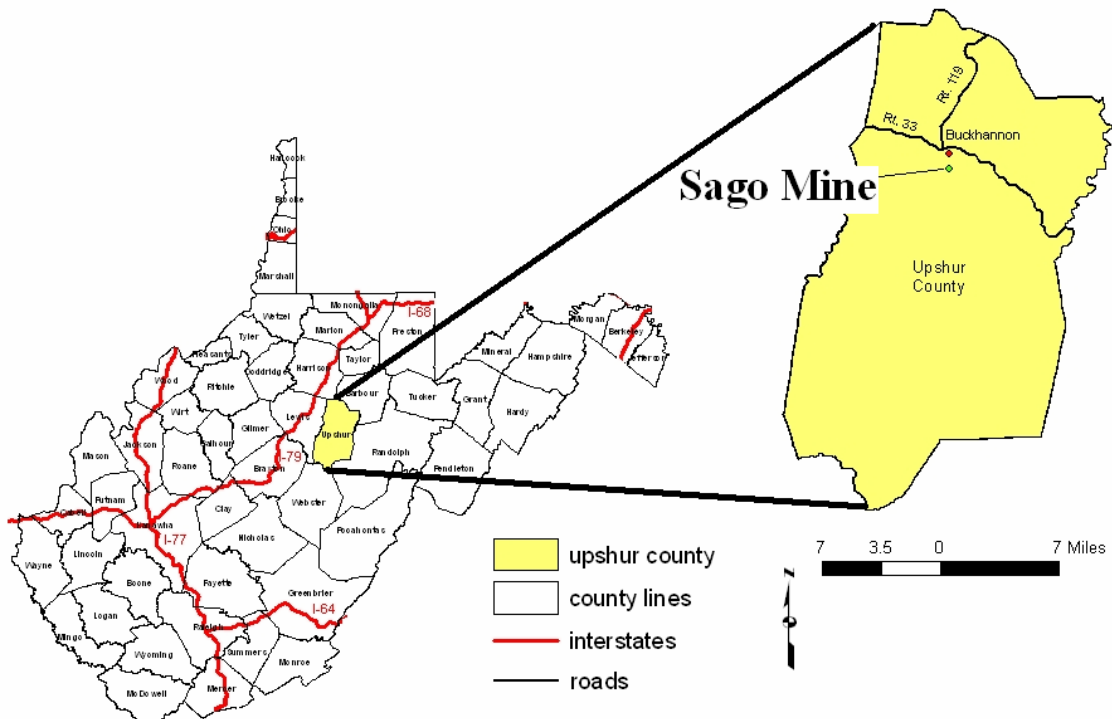 Hancock
Brooke
Ohio
Marshall
Wetzel
Monongalia
I-68
Marion
Preston
Tyler
Pleasants
Doddridge
Harrison
Taylor
Wood
Ritchie
Wirt
Barbour
Tucker
Mineral
Hampshire
Morgan
Berkeley
Jefferson
Grant
Hardy
Lewis
Gilmer
Upshur
Calhoun
Jackson
Roane
Mason
Braxton
I-79
Randolph
Pendleton
Putnam
Cabell
Kanawha
Clay
Webster
I-77
Nicholas
Pocahontas
Wayne
Lincoln
Boone
Fayette
Greenbrier
I-64
Logan
Mingo
Raleigh
Wyoming
Summers
Monroe
McDowell
Mercer
Rt. 119
Rt. 33
Buckhannon
Sago Mine
Upshur
County
7 3.5 0 7 Miles
upshur county
county lines
interstates
roads